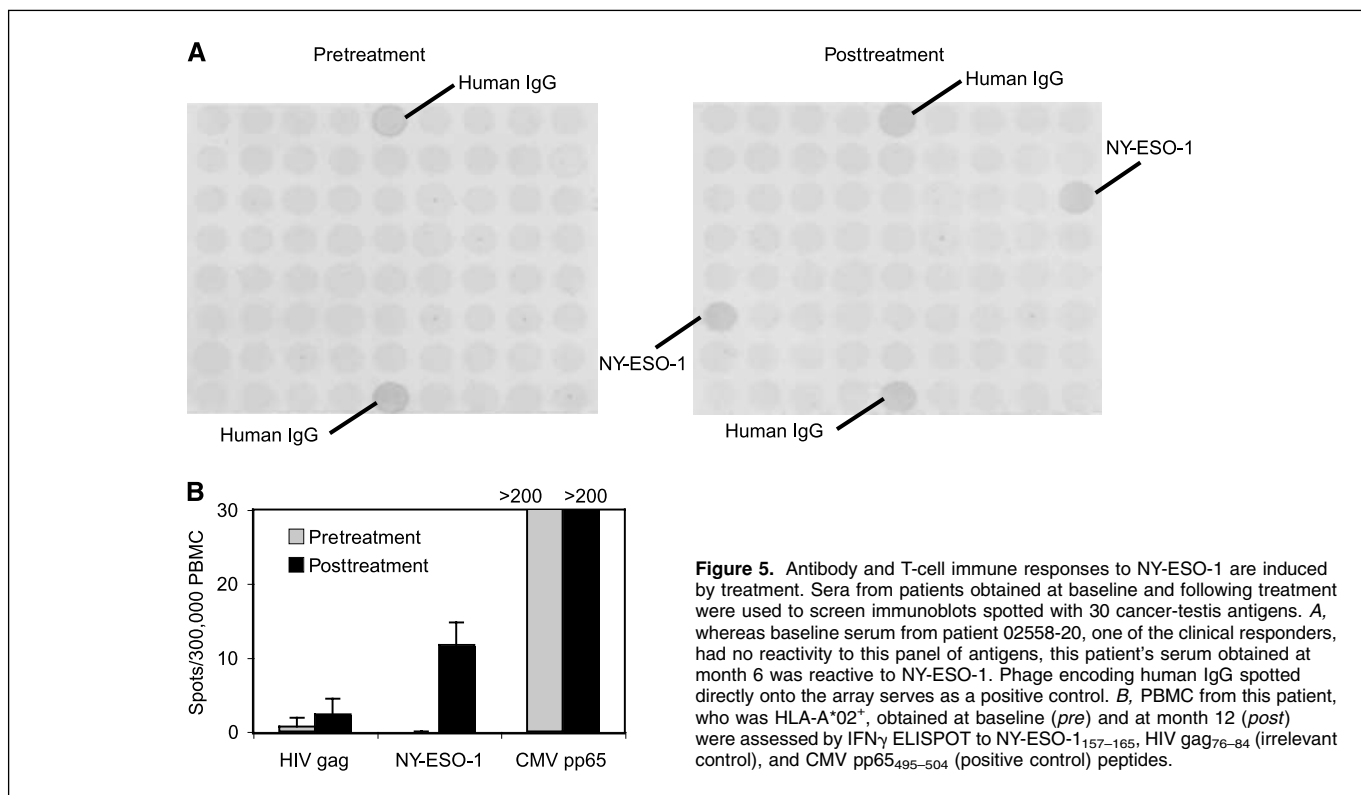 A
Pretreatment
Human IgG
Human IgG
Posttreatment
Human IgG
NY-ESO-1
NY-ESO-1
Human IgG
B
>200 >200
30
20
10
0
Spots/300,000 PBMC
Pretreatment
Posttreatment
HIV gag NY-ESO-1 CMV pp65
Figure 5. Antibody and T-cell immune responses to NY-ESO-1 are induced
by treatment. Sera from patients obtained at baseline and following treatment
were used to screen immunoblots spotted with 30 cancer-testis antigens. A,
whereas baseline serum from patient 02558-20, one of the clinical responders,
had no reactivity to this panel of antigens, this patient's serum obtained at
month 6 was reactive to NY-ESO-1. Phage encoding human IgG spotted
directly onto the array serves as a positive control. B, PBMC from this patient,
who was HLA-A*02⁺, obtained at baseline (pre) and at month 12 (post)
were assessed by IFNγ ELISPOT to NY-ESO-1₁₅₇₋₁₆₅, HIV gag₇₆₋₈₄ (irrelevant
control), and CMV pp65₄₉₅₋₅₀₄ (positive control) peptides.